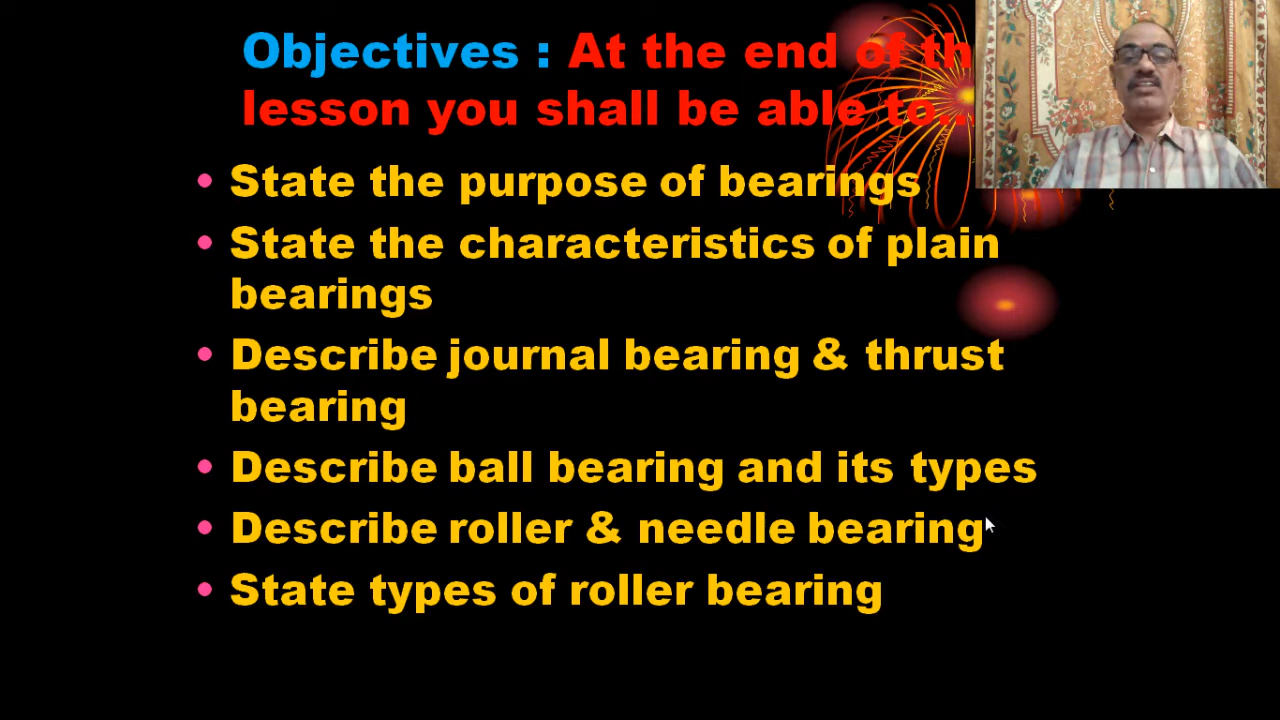 Objectives : At the end of th
lesson you shall be able to..
• State the purpose of bearings
• State the characteristics of plain
bearings
• Describe journal bearing & thrust
bearing
• Describe ball bearing and its types
• Describe roller & needle bearing
• State types of roller bearing